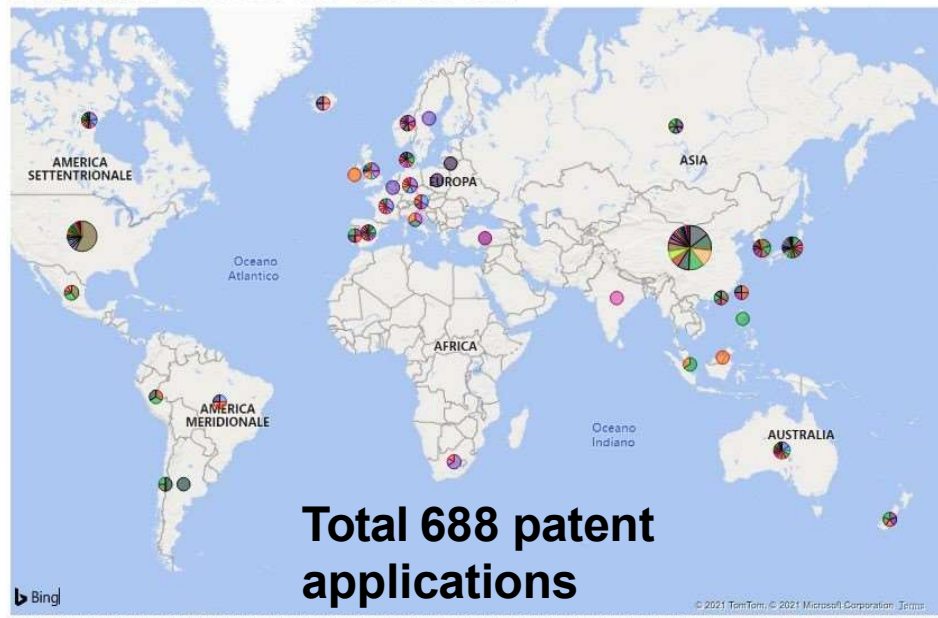 AMERICA
SETTENTRIONALE
ASIA
EUROPA
Oceano
Atlantico
AFRICA
AMERICA
MERIDIONALE
Oceano
Indiano
AUSTRALIA
Total 688 patent
applications
Bing
© 2021 TomTom, © 2021 Microsoft Corporation Terms